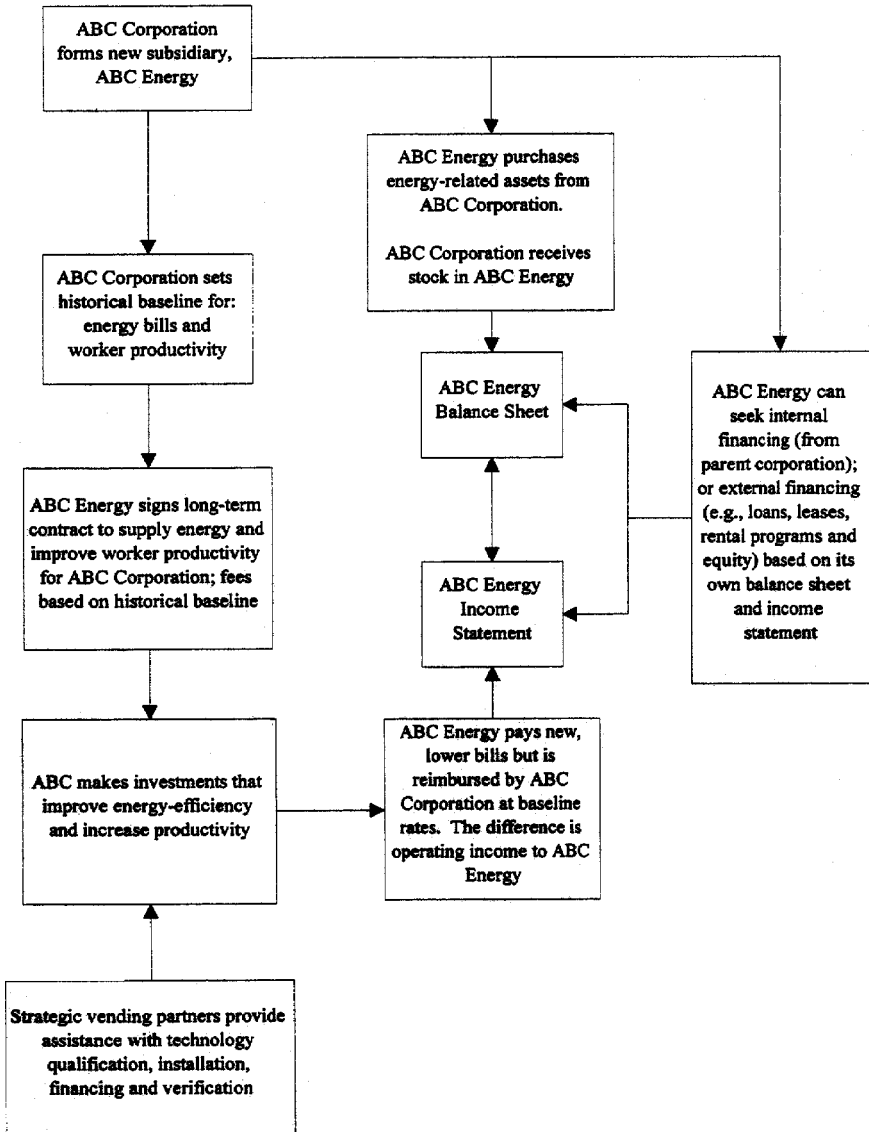 ABC Corporation
forms new subsidiary,
ABC Energy
ABC Energy purchases
energy-related assets from
ABC Corporation.
ABC Corporation receives
stock in ABC Energy
ABC Corporation sets
historical baseline for:
energy bills and
worker productivity
ABC Energy
Balance Sheet
ABC Energy can
seek internal
financing (from
parent corporation);
or external financing
(e.g., loans, leases,
rental programs and
equity) based on its
own balance sheet
and income
statement
ABC Energy signs long-term
contract to supply energy and
improve worker productivity
for ABC Corporation; fees
based on historical baseline
ABC Energy
Income
Statement
ABC makes investments that
improve energy-efficiency
and increase productivity
ABC Energy pays new,
lower bills but is
reimbursed by ABC
Corporation at baseline
rates. The difference is
operating income to ABC
Energy
Strategic vending partners provide
assistance with technology
qualification, installation,
financing and verification